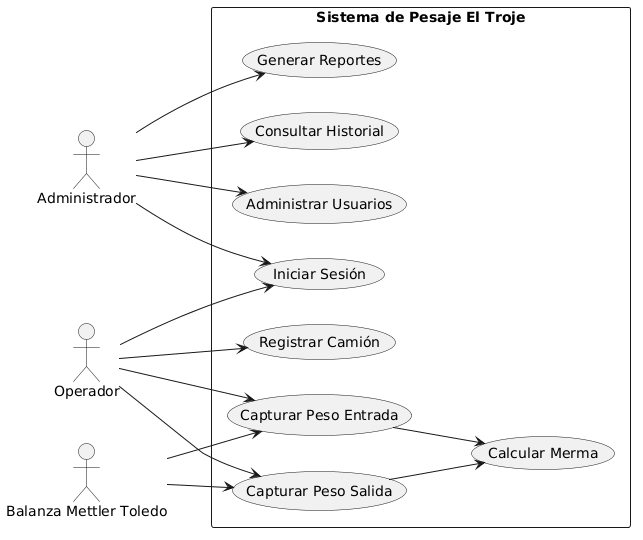 Sistema de Pesaje El Troje
Generar Reportes
Consultar Historial
Administrador
Administrar Usuarios
Iniciar Sesión
Registrar Camión
Operador
Capturar Peso Entrada
Calcular Merma
Capturar Peso Salida
Balanza Mettler Toledo